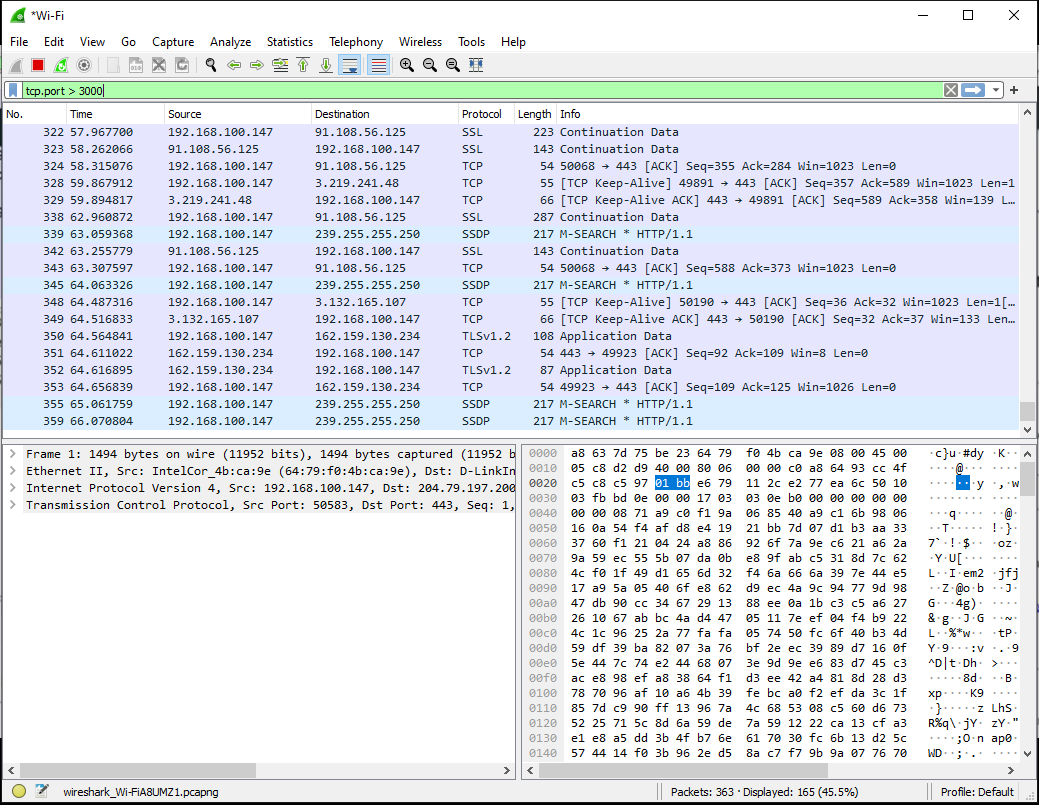 *Wi-Fi
File Edit View Go Capture Analyze Statistics Telephony Wireless Tools Help
tcp.port > 3000
No. Time Source Destination Protocol Length Info
322 57.967700 192.168.100.147 91.108.56.125 SSL 223 Continuation Data
323 58.262066 91.108.56.125 192.168.100.147 SSL 143 Continuation Data
324 58.315076 192.168.100.147 91.108.56.125 TCP 54 50068 → 443 [ACK] Seq=355 Ack=284 Win=1023 Len=0
328 59.867912 192.168.100.147 3.219.241.48 TCP 55 [TCP Keep-Alive] 49891 → 443 [ACK] Seq=357 Ack=589 Win=1023 Len=1
329 59.894817 3.219.241.48 192.168.100.147 TCP 66 [TCP Keep-Alive ACK] 443 → 49891 [ACK] Seq=589 Ack=358 Win=139 L…
338 62.960872 192.168.100.147 91.108.56.125 SSL 287 Continuation Data
339 63.059368 192.168.100.147 239.255.255.250 SSDP 217 M-SEARCH * HTTP/1.1
342 63.255779 91.108.56.125 192.168.100.147 SSL 143 Continuation Data
343 63.307597 192.168.100.147 91.108.56.125 TCP 54 50068 → 443 [ACK] Seq=588 Ack=373 Win=1023 Len=0
345 64.063326 192.168.100.147 239.255.255.250 SSDP 217 M-SEARCH * HTTP/1.1
348 64.487316 192.168.100.147 3.132.165.107 TCP 55 [TCP Keep-Alive] 50190 → 443 [ACK] Seq=36 Ack=32 Win=1023 Len=1[…
349 64.516833 3.132.165.107 192.168.100.147 TCP 66 [TCP Keep-Alive ACK] 443 → 50190 [ACK] Seq=32 Ack=37 Win=133 Len…
350 64.564841 192.168.100.147 162.159.130.234 TLSv1.2 108 Application Data
351 64.611022 162.159.130.234 192.168.100.147 TCP 54 443 → 49923 [ACK] Seq=92 Ack=109 Win=8 Len=0
352 64.616895 162.159.130.234 192.168.100.147 TLSv1.2 87 Application Data
353 64.656839 192.168.100.147 162.159.130.234 TCP 54 49923 → 443 [ACK] Seq=109 Ack=125 Win=1026 Len=0
355 65.061759 192.168.100.147 239.255.255.250 SSDP 217 M-SEARCH * HTTP/1.1
359 66.070804 192.168.100.147 239.255.255.250 SSDP 217 M-SEARCH * HTTP/1.1
Frame 1: 1494 bytes on wire (11952 bits), 1494 bytes captured (11952 b
Ethernet II, Src: IntelCor_4b:ca:9e (64:79:f0:4b:ca:9e), Dst: D-LinkIn
Internet Protocol Version 4, Src: 192.168.100.147, Dst: 204.79.197.200
Transmission Control Protocol, Src Port: 50583, Dst Port: 443, Seq: 1,
0000 a8 63 7d 75 be 23 64 79 f0 4b ca 9e 08 00 45 00 ·c}u·#dy ·K··
0010 05 c8 d2 d9 40 00 80 06 00 00 c0 a8 64 93 cc 4f ····@···
0020 c5 c8 c5 97 01 bb e6 79 11 2c e2 77 ea 6c 50 10 ·······y ·,·w
0030 03 fb bd 0e 00 00 17 03 03 0e b0 00 00 00 00 00
0040 00 00 08 71 a9 c0 f1 9a 06 85 40 a9 c1 6b 98 06 ···q···· ··@·
0050 16 0a 54 f4 af d8 e4 19 21 bb 7d 07 d1 b3 aa 33 ··T····· !·}·
0060 37 60 f1 21 04 24 a8 86 92 6f 7a 9e c6 21 a6 2a 7`·!·$·· ·oz·
0070 9a 59 ec 55 5b 07 da 0b e8 9f ab c5 31 8d 7c 62 ·Y·U[···
0080 4c f0 1f 49 d1 65 6d 32 f4 6a 66 6a 39 7e 44 e5 L··I·em2 ·jfj
0090 17 a9 5a 05 40 6f e8 62 d9 ec 4a 9c 94 77 9d 98 ··Z·@o·b ··J·
00a0 47 db 90 cc 34 67 29 13 88 ee 0a 1b c3 c5 a6 27 G···4g)·
00b0 26 10 67 ab bc 4a d4 47 05 11 7e ef 04 f4 b9 22 &·g··J·G ··~·
00c0 4c 1c 96 25 2a 77 fa fa 05 74 50 fc 6f 40 b3 4d L··%*w·· ·tP·
00d0 59 df 39 ba 82 07 3a 76 bf 2e ec 39 89 d7 16 0f Y·9···:v ·.·9
00e0 5e 44 7c 74 e2 44 68 07 3e 9d 9e e6 83 d7 45 c3 ^D|t·Dh· >···
00f0 ac e8 98 ef a8 38 64 f1 d3 ee 42 a4 81 8d 28 d3 ·····8d· ··B·
0100 78 70 96 af 10 a6 4b 39 fe bc a0 f2 ef da 3c 1f xp····K9 ····
0110 85 7d c9 90 ff 13 96 7a 4c 68 53 08 c5 60 d6 73 ·}·····z LhS·
0120 52 25 71 5c 8d 6a 59 de 7a 59 12 22 ca 13 cf a3 R%q\·jY· zY·"
0130 e1 e8 a5 dd 3b 4f b7 6e 61 70 30 fc 6b 13 d2 5c ····;O·n ap0·
0140 57 44 14 f0 3b 96 2e d5 8a c7 f7 9b 9a 07 76 70 WD··;·.· ····
wireshark_Wi-FiA8UMZ1.pcapng Packets: 363 · Displayed: 165 (45.5%) Profile: Default